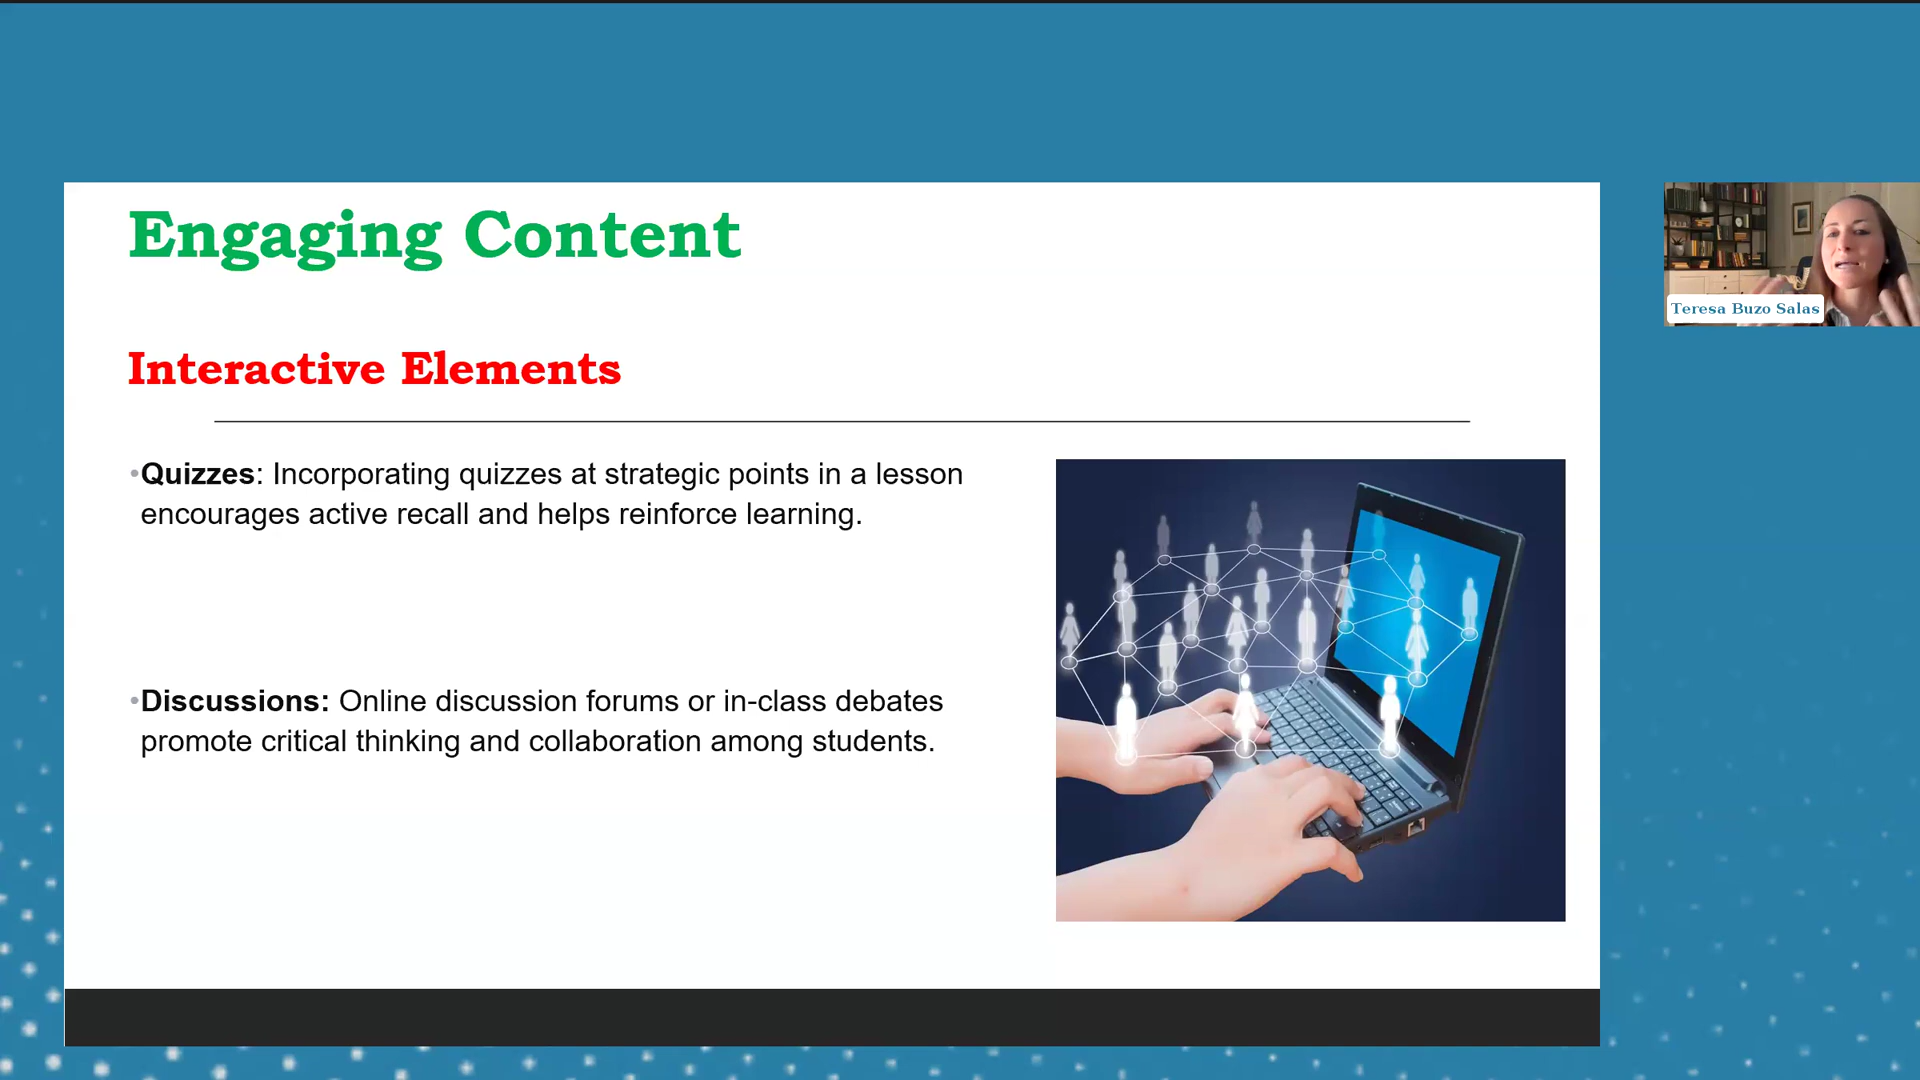 Engaging Content
Interactive Elements
•Quizzes: Incorporating quizzes at strategic points in a lesson
encourages active recall and helps reinforce learning.
•Discussions: Online discussion forums or in-class debates
promote critical thinking and collaboration among students.
Teresa Buzo Salas